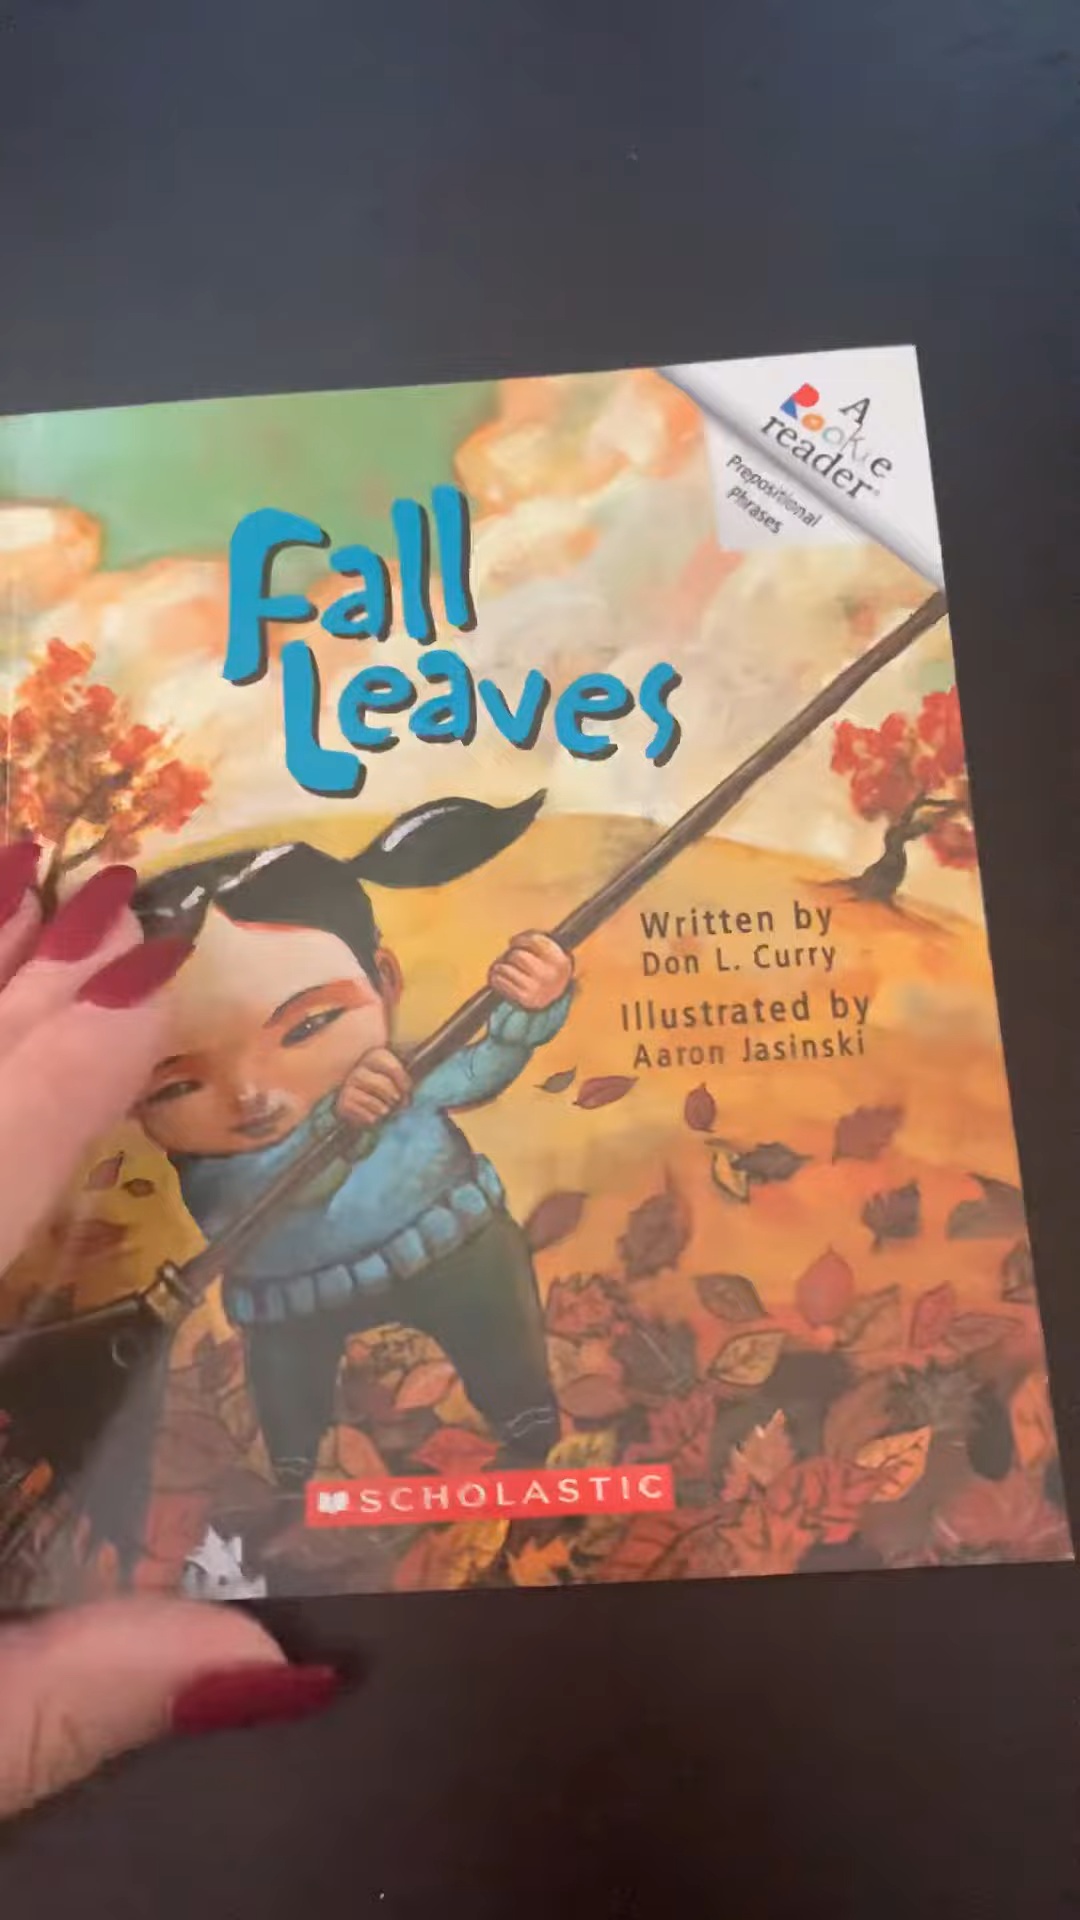 A
Rookie
reader®
Prepositional
phrases
Fall
Leaves
Written by
Don L. Curry
Illustrated by
Aaron Jasinski
SCHOLASTIC